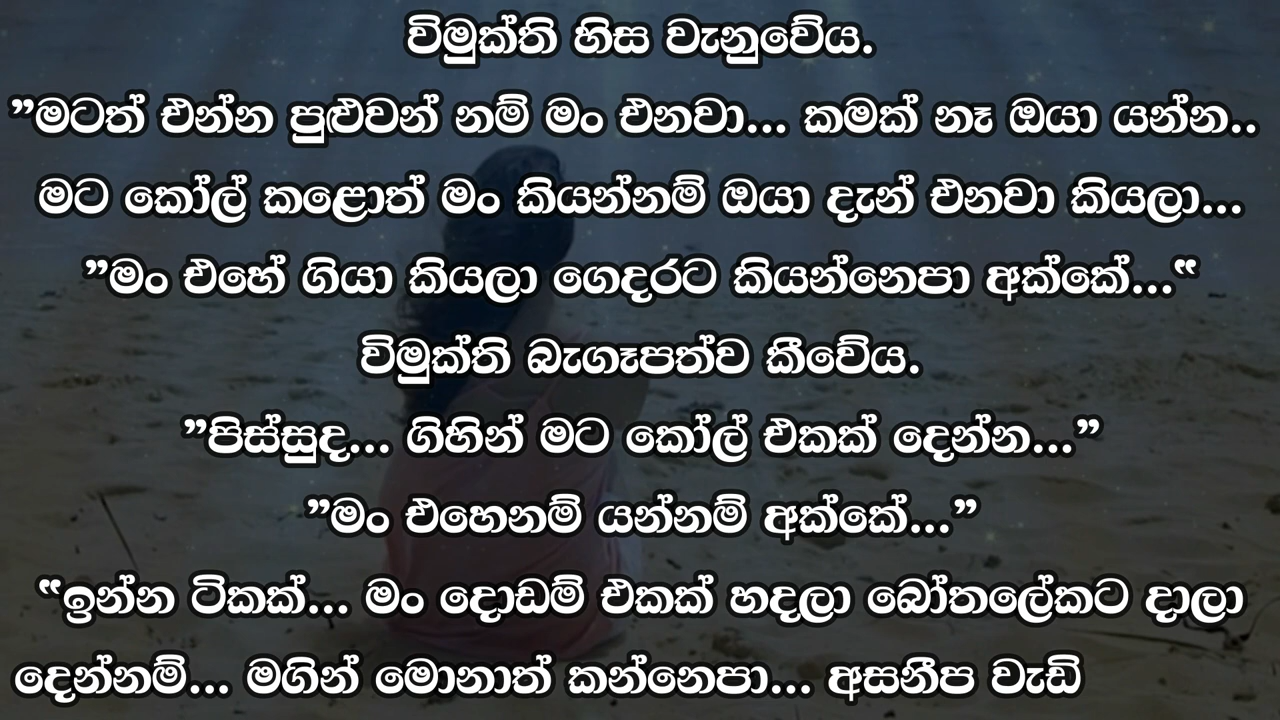 විමුක්ති හිස වැනුවේය.
”මටත් එන්න පුළුවන් නම් මං එනවා... කමක් නෑ ඔයා යන්න..
මට කෝල් කළොත් මං කියන්නම් ඔයා දැන් එනවා කියලා...
”මං එහේ ගියා කියලා ගෙදරට කියන්නෙපා අක්කේ...“
විමුක්ති බැගෑපත්ව කීවේය.
”පිස්සුද... ගිහින් මට කෝල් එකක් දෙන්න...”
”මං එහෙනම් යන්නම් අක්කේ...”
“ඉන්න ටිකක්... මං දොඩම් එකක් හදලා බෝතලේකට දාලා
දෙන්නම්... මගින් මොනාත් කන්නෙපා... අසනීප වැඩි